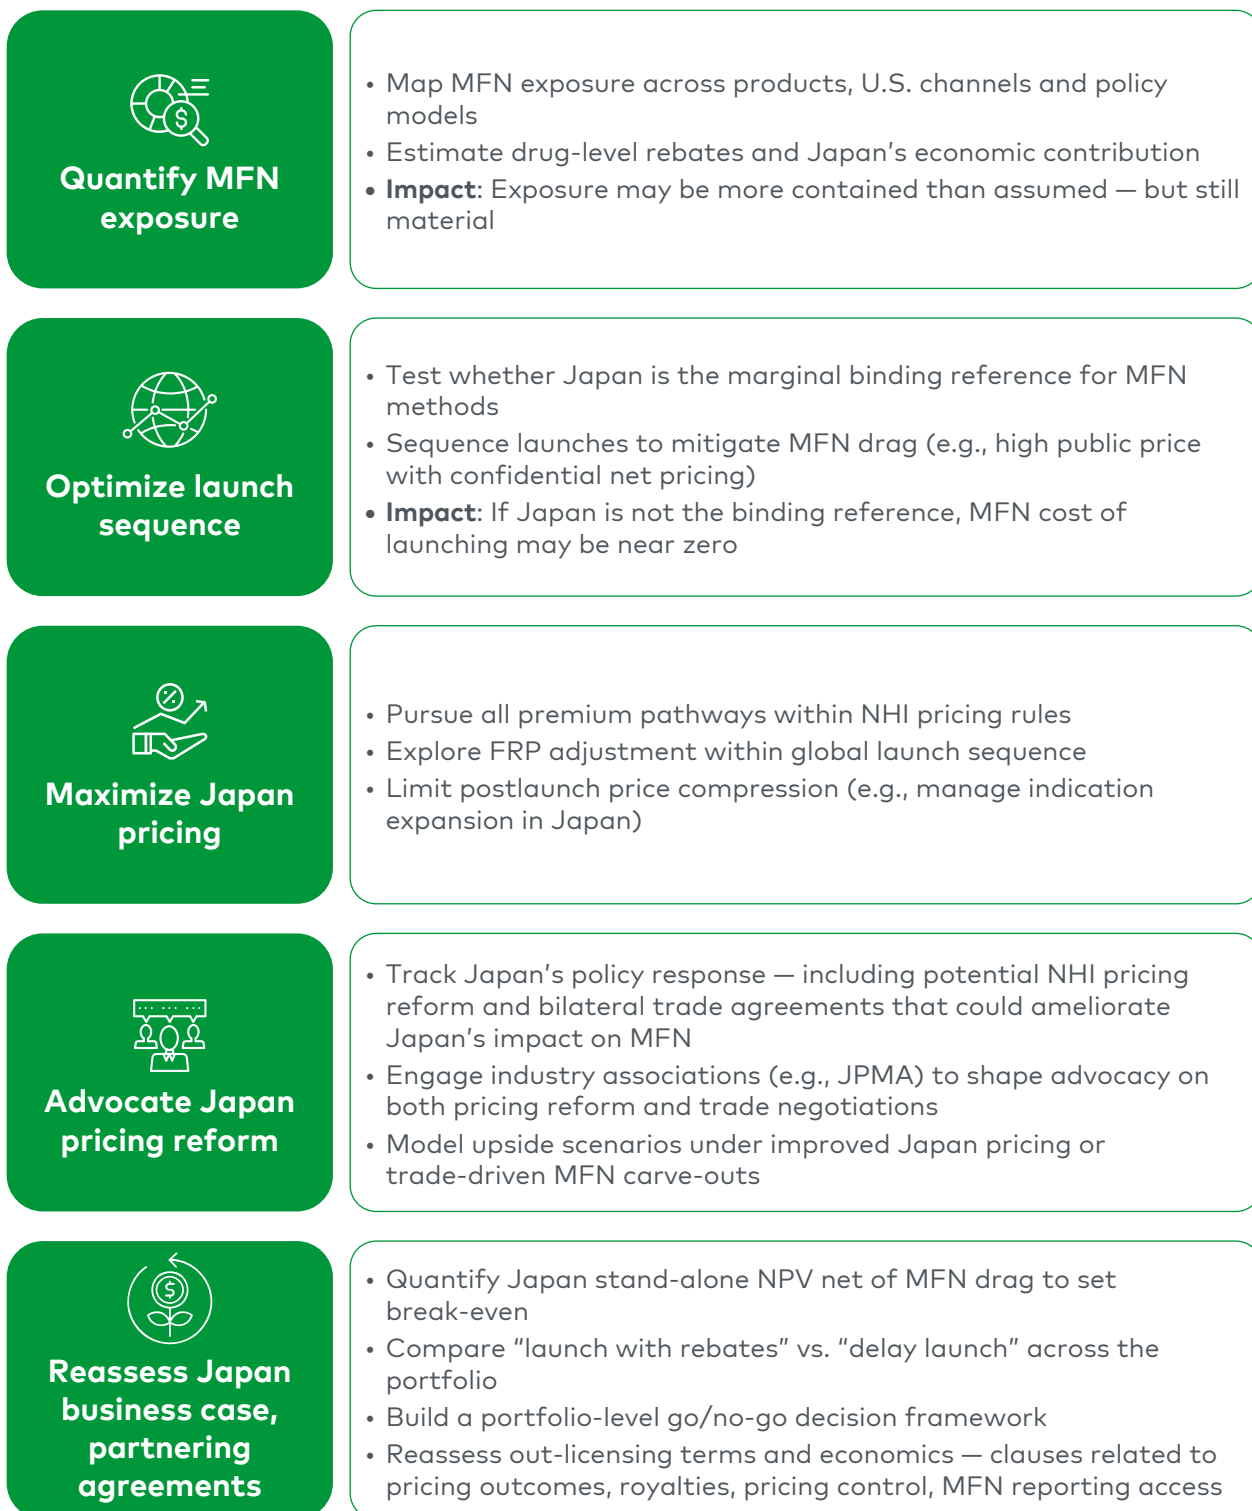 Quantify MFN
exposure
• Map MFN exposure across products, U.S. channels and policy
models
• Estimate drug-level rebates and Japan's economic contribution
• Impact: Exposure may be more contained than assumed — but still
material
Optimize launch
sequence
• Test whether Japan is the marginal binding reference for MFN
methods
• Sequence launches to mitigate MFN drag (e.g., high public price
with confidential net pricing)
• Impact: If Japan is not the binding reference, MFN cost of
launching may be near zero
Maximize Japan
pricing
• Pursue all premium pathways within NHI pricing rules
• Explore FRP adjustment within global launch sequence
• Limit postlaunch price compression (e.g., manage indication
expansion in Japan)
Advocate Japan
pricing reform
• Track Japan's policy response — including potential NHI pricing
reform and bilateral trade agreements that could ameliorate
Japan's impact on MFN
• Engage industry associations (e.g., JPMA) to shape advocacy on
both pricing reform and trade negotiations
• Model upside scenarios under improved Japan pricing or
trade-driven MFN carve-outs
Reassess Japan
business case,
partnering
agreements
• Quantify Japan stand-alone NPV net of MFN drag to set
break-even
• Compare “launch with rebates” vs. “delay launch” across the
portfolio
• Build a portfolio-level go/no-go decision framework
• Reassess out-licensing terms and economics — clauses related to
pricing outcomes, royalties, pricing control, MFN reporting access